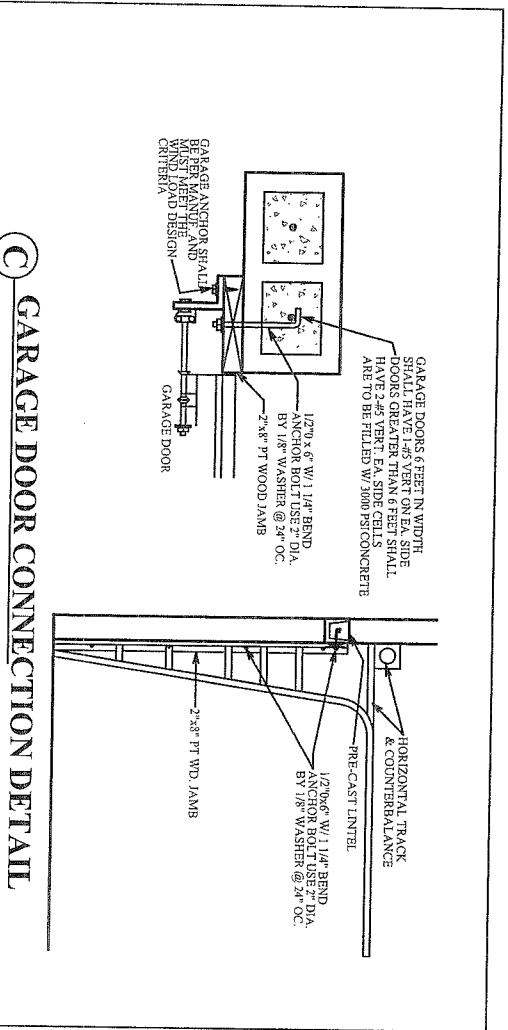 GARAGE DOORS 6 FEET IN WIDTH
SHALL HAVE 1-#5 VERT ON EA. SIDE
DOORS GREATER THAN 6 FEET SHALL
HAVE 2-#5 VERT. EA. SIDE CELLS
ARE TO BE FILLED W/ 3000 PSI CONCRETE
1/2"0 x 6" W/ 1 1/4" BEND
ANCHOR BOLT USE 2" DIA.
BY 1/8" WASHER @ 24" OC.
2"x8" PT WOOD JAMB
GARAGE DOOR
GARAGE ANCHOR SHALL
BE PER MANUF. AND
MUST MEET THE
WIND LOAD DESIGN
CRITERIA
HORIZONTAL TRACK
& COUNTERBALANCE
PRE-CAST LINTEL
1/2"0x6" W/ 1 1/4" BEND
ANCHOR BOLT USE 2" DIA.
BY 1/8" WASHER @ 24" OC.
2"x8" PT WD. JAMB
C GARAGE DOOR CONNECTION DETAIL